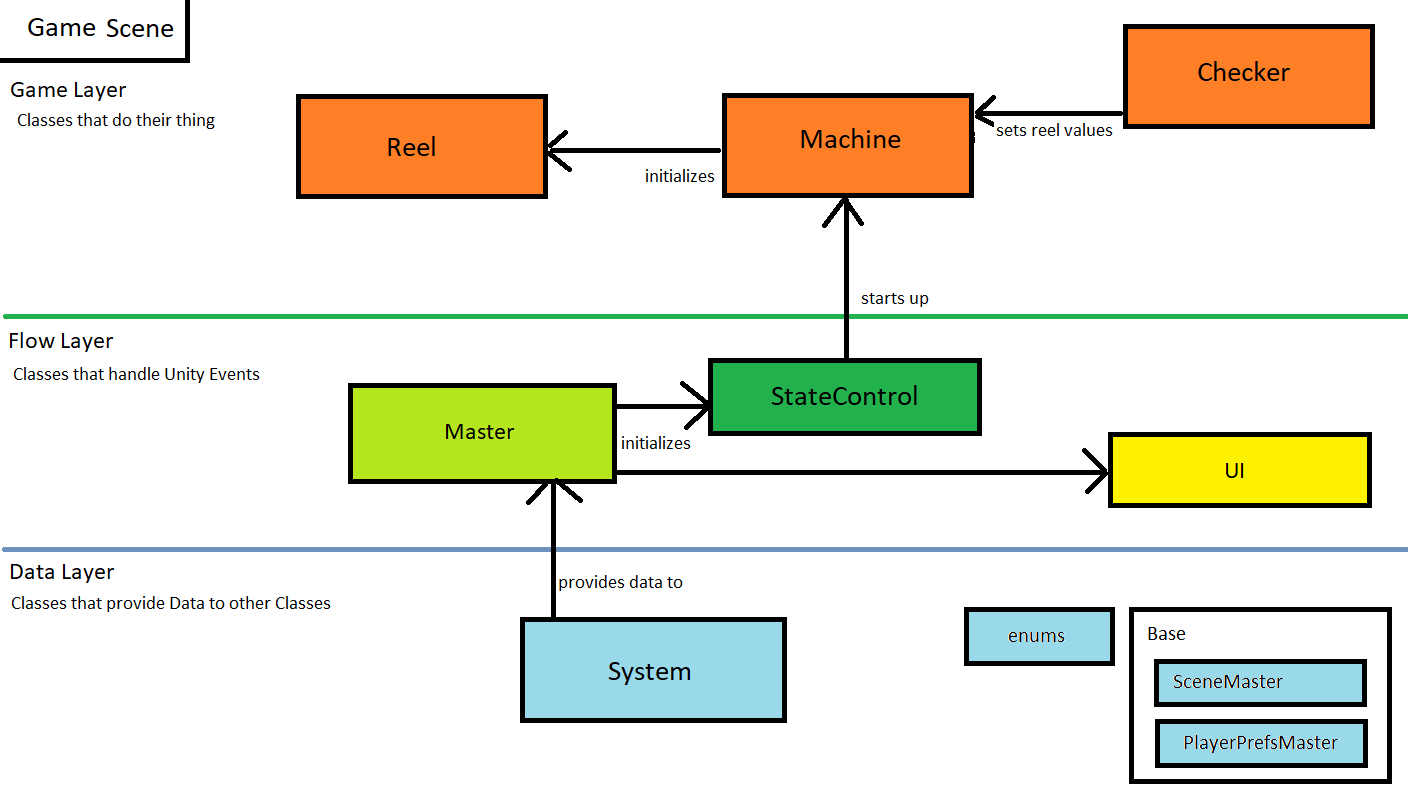 Game Scene
Game Layer
Classes that do their thing
Reel
Machine
Checker
initializes
sets reel values
starts up
Flow Layer
Classes that handle Unity Events
Master
initializes
StateControl
UI
Data Layer
Classes that provide Data to other Classes
provides data to
System
enums
Base
SceneMaster
PlayerPrefsMaster